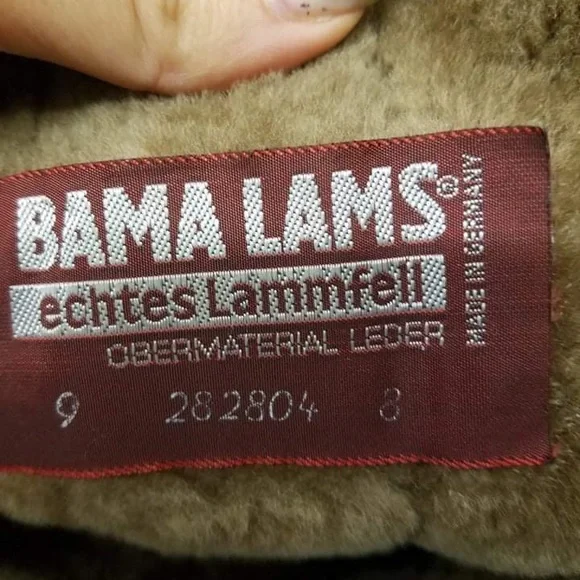 BAMA LAMS®
echtes Lammfell
OBERMATERIAL LEDER
9 282804 8
MADE IN GERMANY